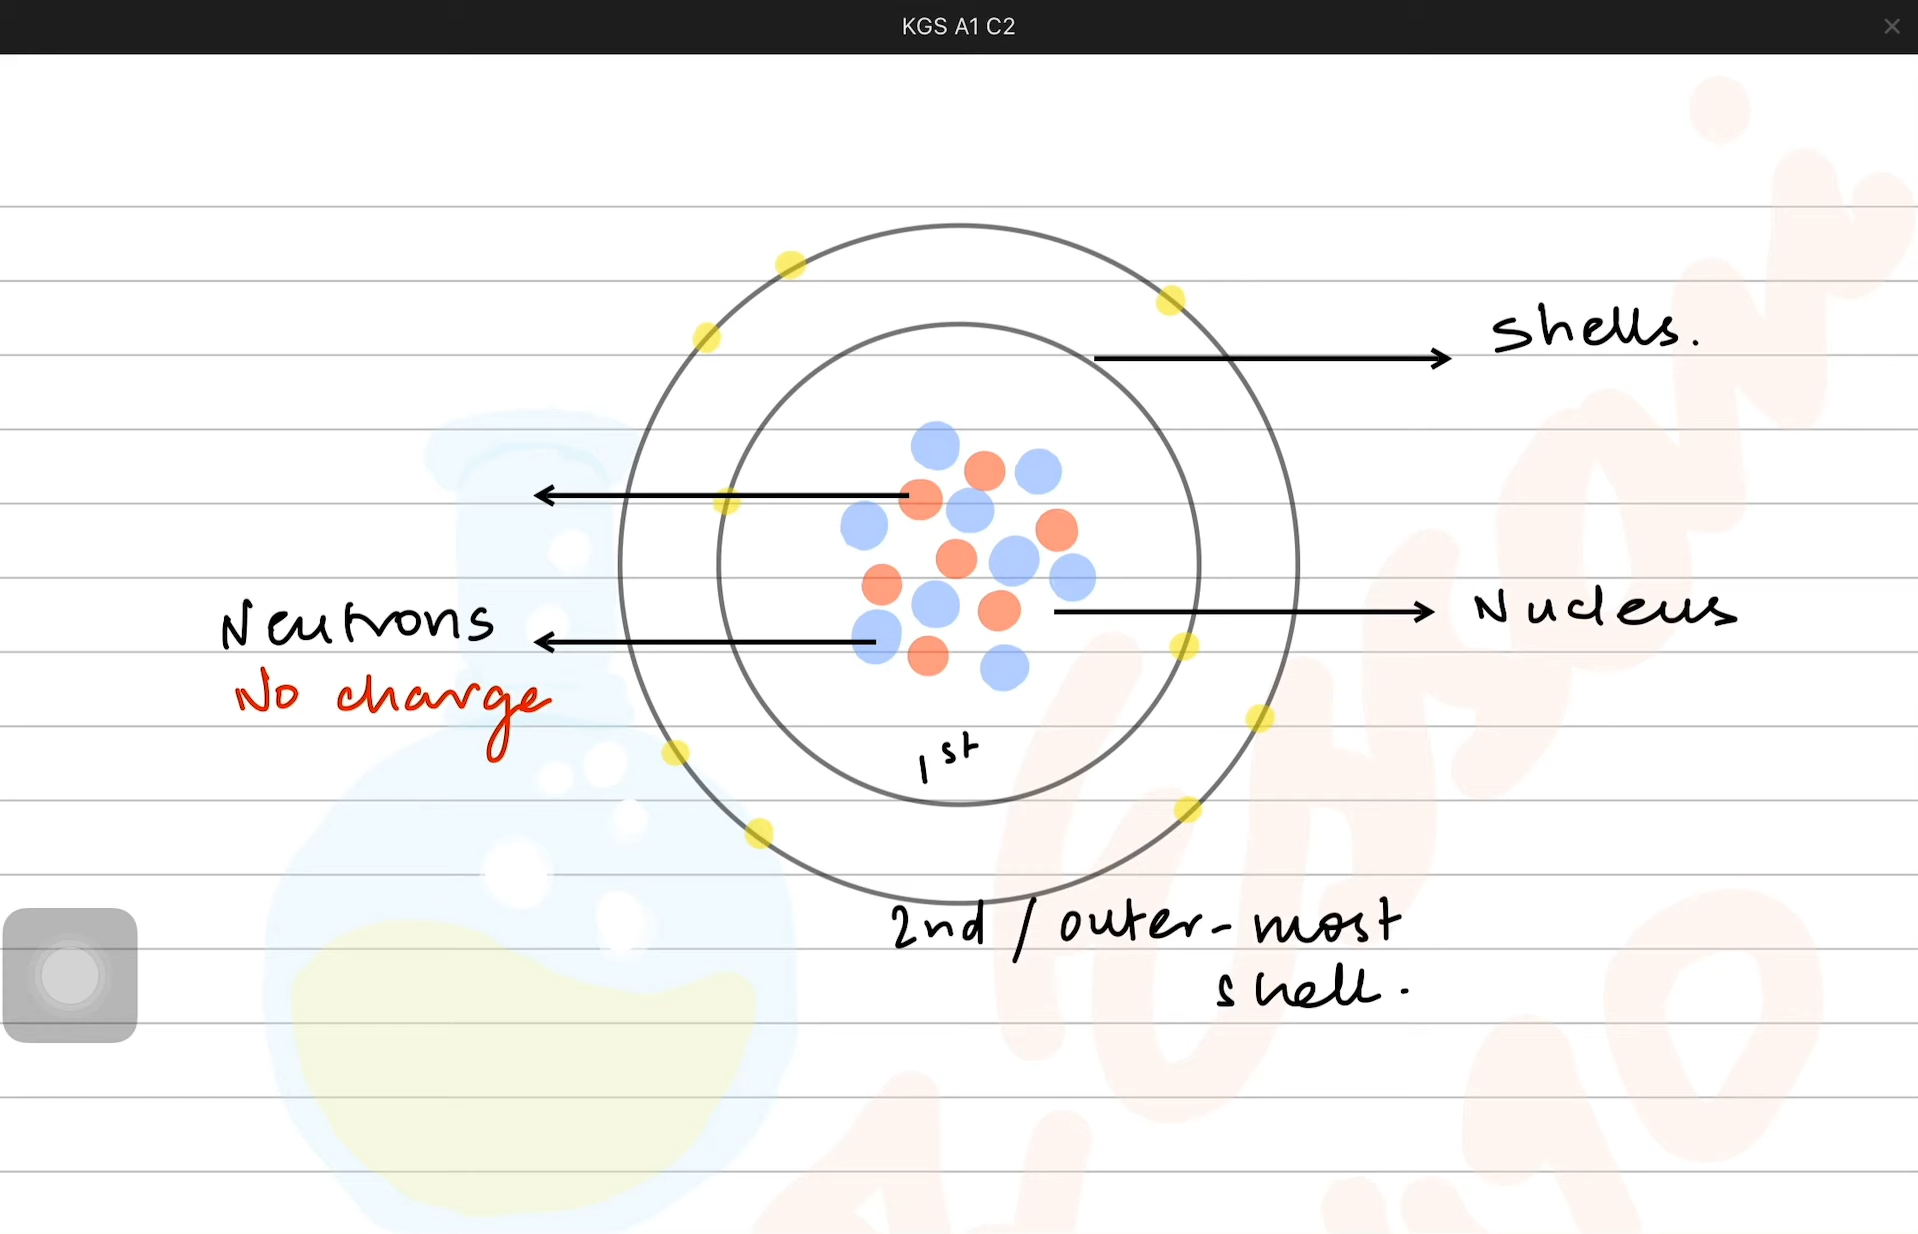 KGS A1 C2
shells.
Neutrons
No charge
Nucleus
1st
2nd / outer-most
shell.